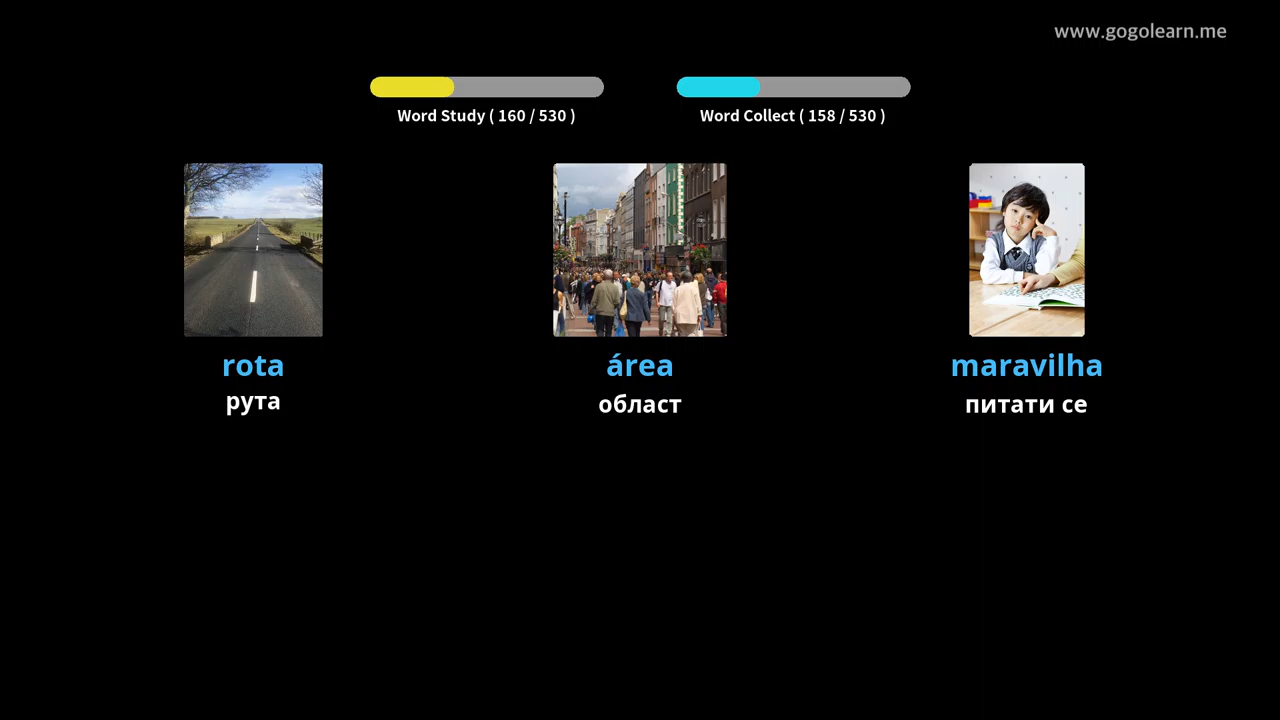 www.gogolearn.me
Word Study ( 160 / 530 )
Word Collect ( 158 / 530 )
rota
área
maravilha
рута
област
питати се